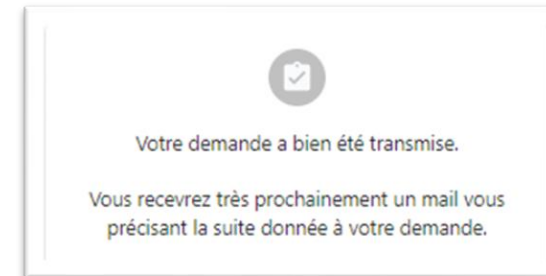 Votre demande a bien été transmise.
Vous recevrez très prochainement un mail vous
précisant la suite donnée à votre demande.